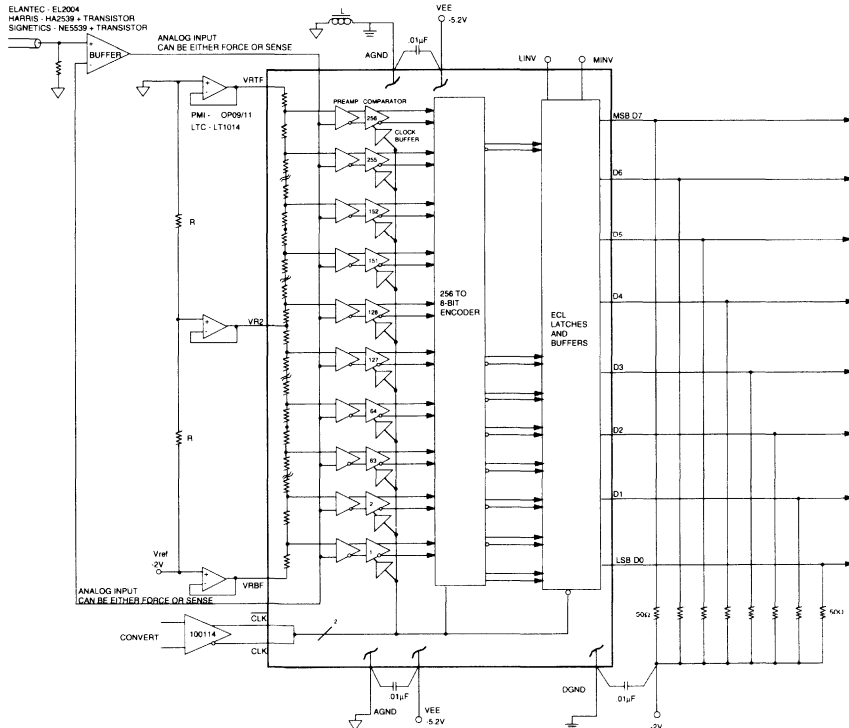 ELANTEC - EL2004
HARRIS - HA2539 + TRANSISTOR
SIGNETICS - NE5539 + TRANSISTOR
BUFFER
ANALOG INPUT
CAN BE EITHER FORCE OR SENSE
L
AGND
.01µF
VEE
-5.2V
LINV
MINV
VRTF
PMI - OP09/11
LTC - LT1014
PREAMP
COMPARATOR
256
CLOCK
BUFFER
255
152
151
128
127
64
63
2
1
R
VR2
R
Vref
-2V
VRBF
256 TO
8-BIT
ENCODER
ECL
LATCHES
AND
BUFFERS
MSB D7
D6
D5
D4
D3
D2
D1
LSB D0
50Ω
50Ω
ANALOG INPUT
CAN BE EITHER FORCE OR SENSE
CONVERT
100114
CLK
CLK
2
.01µF
AGND
VEE
-5.2V
DGND
.01µF
-2V